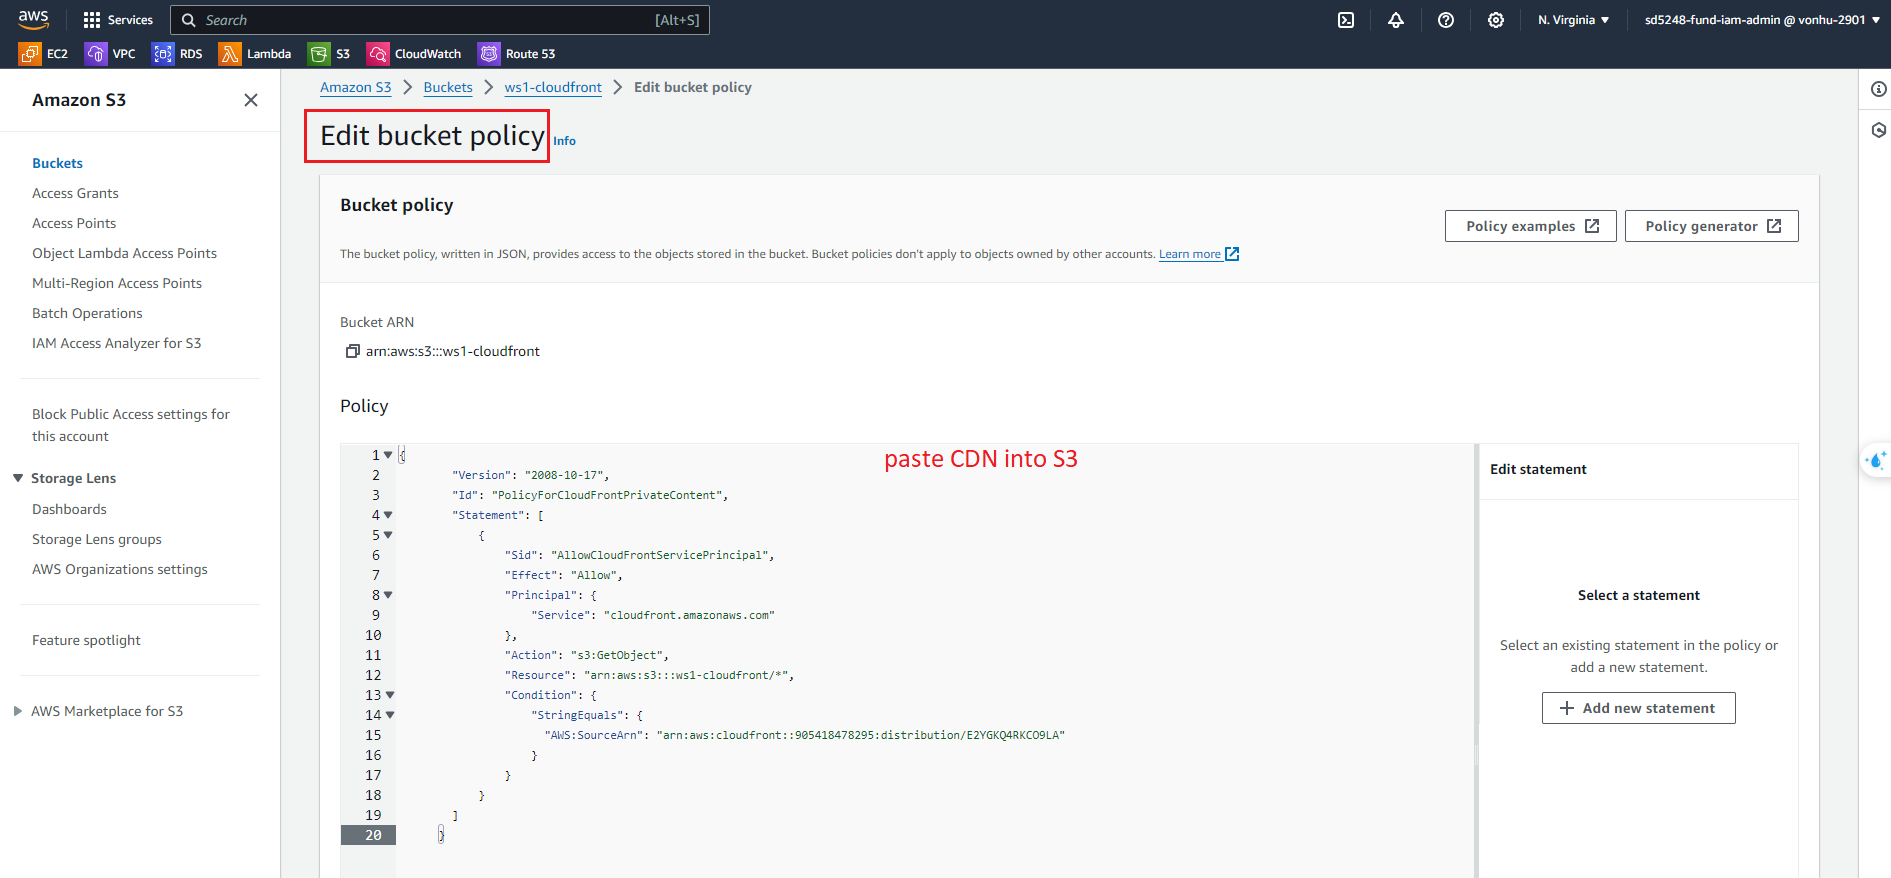 aws
Services
Search
[Alt+S]
N. Virginia
sd5248-fund-iam-admin @ vonhu-2901
EC2
VPC
RDS
Lambda
S3
CloudWatch
Route 53
Amazon S3
Buckets
Access Grants
Access Points
Object Lambda Access Points
Multi-Region Access Points
Batch Operations
IAM Access Analyzer for S3
Block Public Access settings for
this account
Storage Lens
Dashboards
Storage Lens groups
AWS Organizations settings
Feature spotlight
AWS Marketplace for S3
Amazon S3 > Buckets > ws1-cloudfront > Edit bucket policy
Edit bucket policy Info
Bucket policy
Policy examples
Policy generator
The bucket policy, written in JSON, provides access to the objects stored in the bucket. Bucket policies don't apply to objects owned by other accounts. Learn more
Bucket ARN
arn:aws:s3:::ws1-cloudfront
Policy
paste CDN into S3
1 {
2 "Version": "2008-10-17",
3 "Id": "PolicyForCloudFrontPrivateContent",
4 "Statement": [
5 {
6 "Sid": "AllowCloudFrontServicePrincipal",
7 "Effect": "Allow",
8 "Principal": {
9 "Service": "cloudfront.amazonaws.com"
10 },
11 "Action": "s3:GetObject",
12 "Resource": "arn:aws:s3:::ws1-cloudfront/*",
13 "Condition": {
14 "StringEquals": {
15 "AWS:SourceArn": "arn:aws:cloudfront::905418478295:distribution/E2YGKQ4RKCO9LA"
16 }
17 }
18 }
19 ]
20 }
Edit statement
Select a statement
Select an existing statement in the policy or
add a new statement.
+ Add new statement